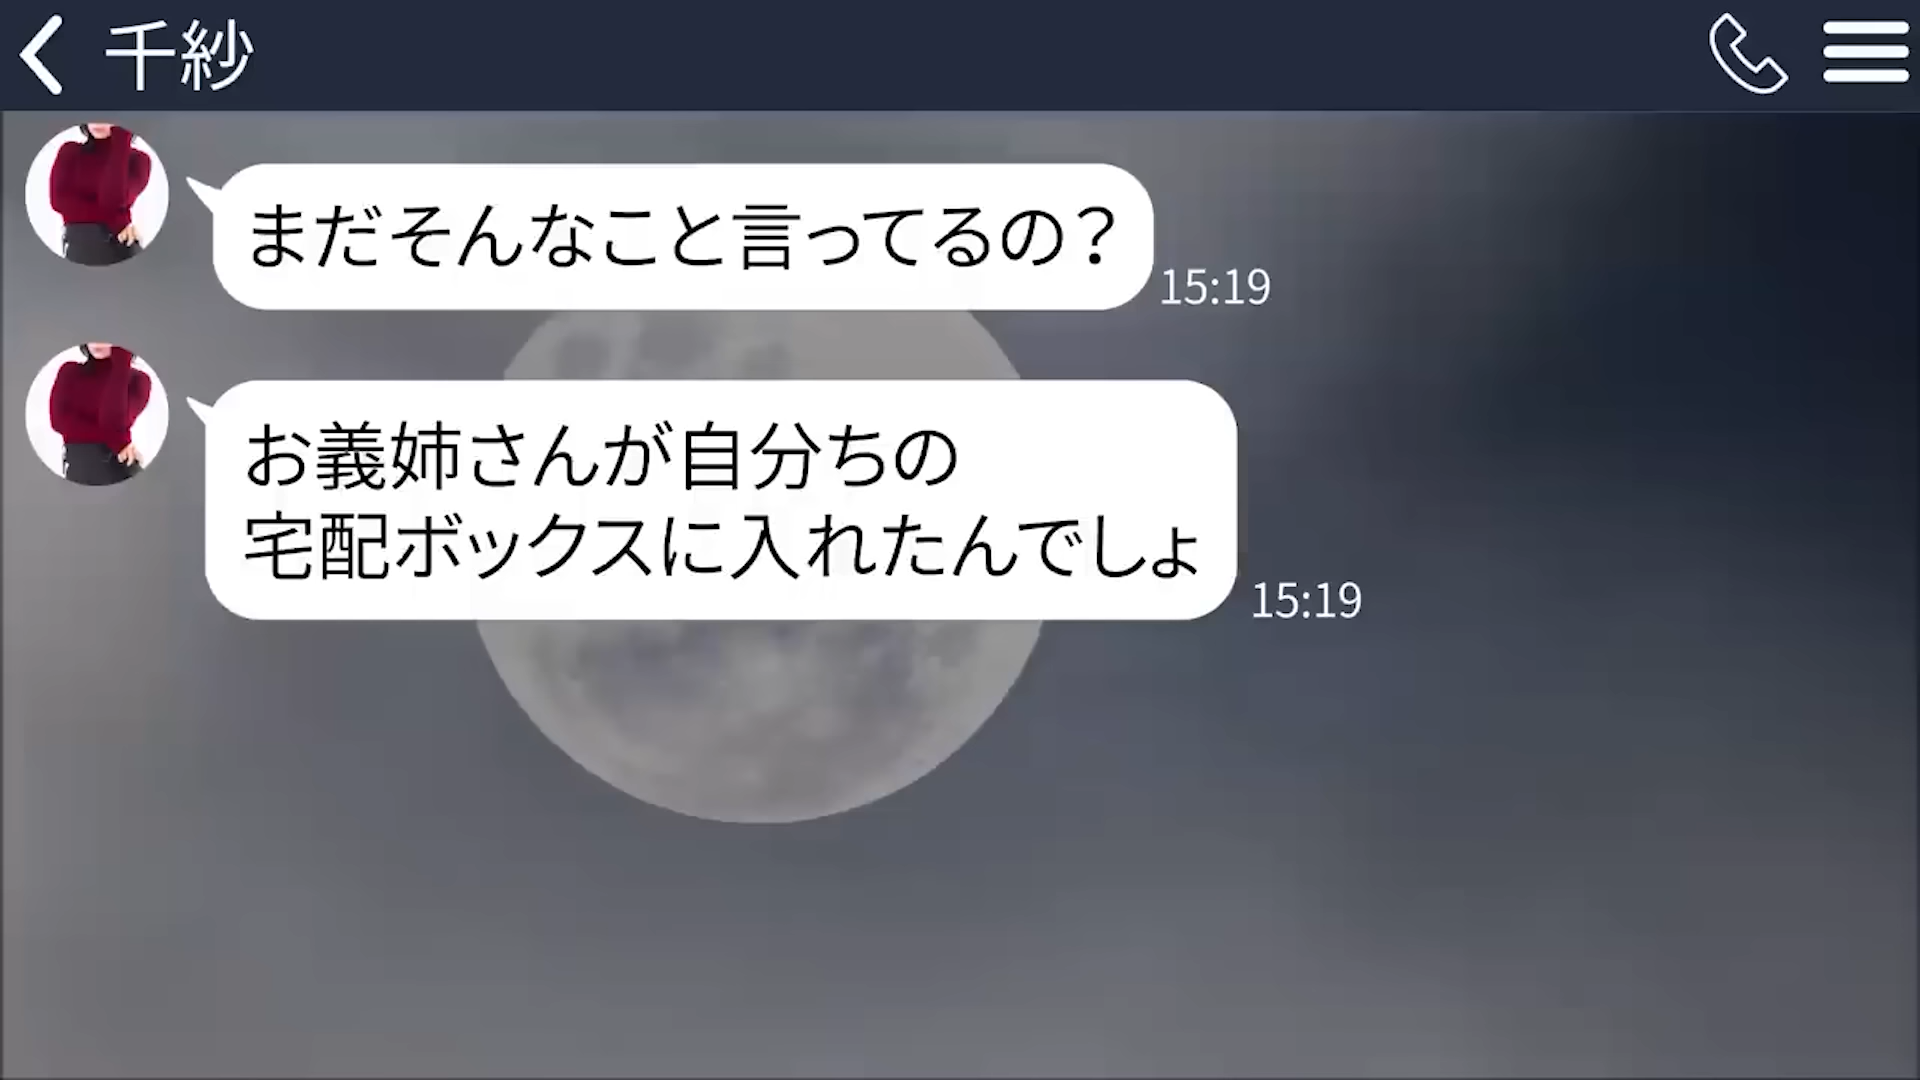 千紗
まだそんなこと言ってるの？
15:19
お義姉さんが自分ちの
宅配ボックスに入れたんでしょ
15:19